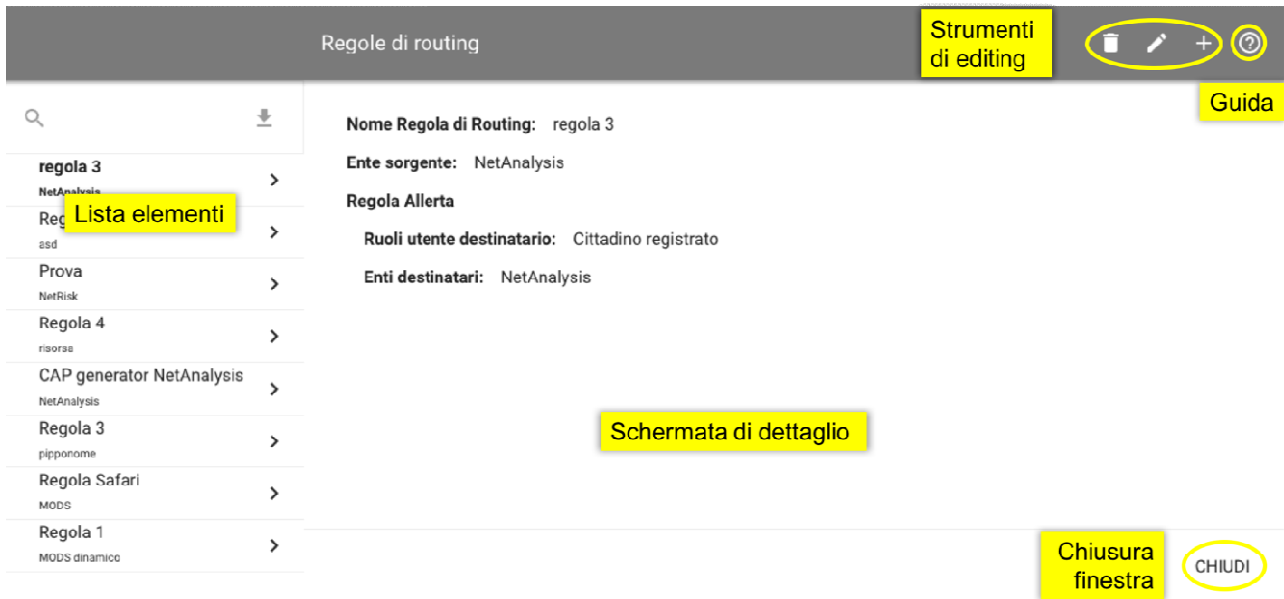 Regole di routing
Strumenti
di editing
Guida
Nome Regola di Routing: regola 3
Ente sorgente: NetAnalysis
Regola Allerta
Ruoli utente destinatario: Cittadino registrato
Enti destinatari: NetAnalysis
regola 3
NetAnalysis
Lista elementi
asd
Prova
NetRisk
Regola 4
risorsa
CAP generator NetAnalysis
NetAnalysis
Regola 3
pipponome
Regola Safari
MODS
Regola 1
MODS dinamico
Schermata di dettaglio
Chiusura
finestra
CHIUDI